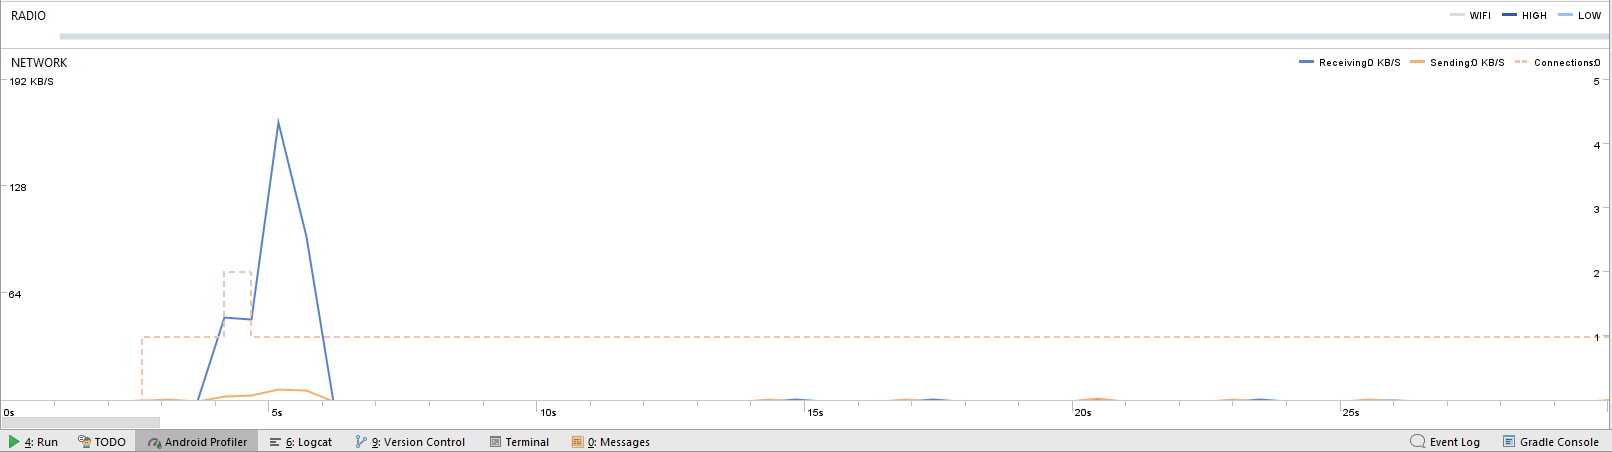 RADIO WIFI HIGH LOW
NETWORK Receiving:0 KB/S Sending:0 KB/S Connections:0
192 KB/S 5
4
128
3
2
64
1
0s 5s 10s 15s 20s 25s
4: Run TODO Android Profiler 6: Logcat 9: Version Control Terminal 0: Messages Event Log Gradle Console